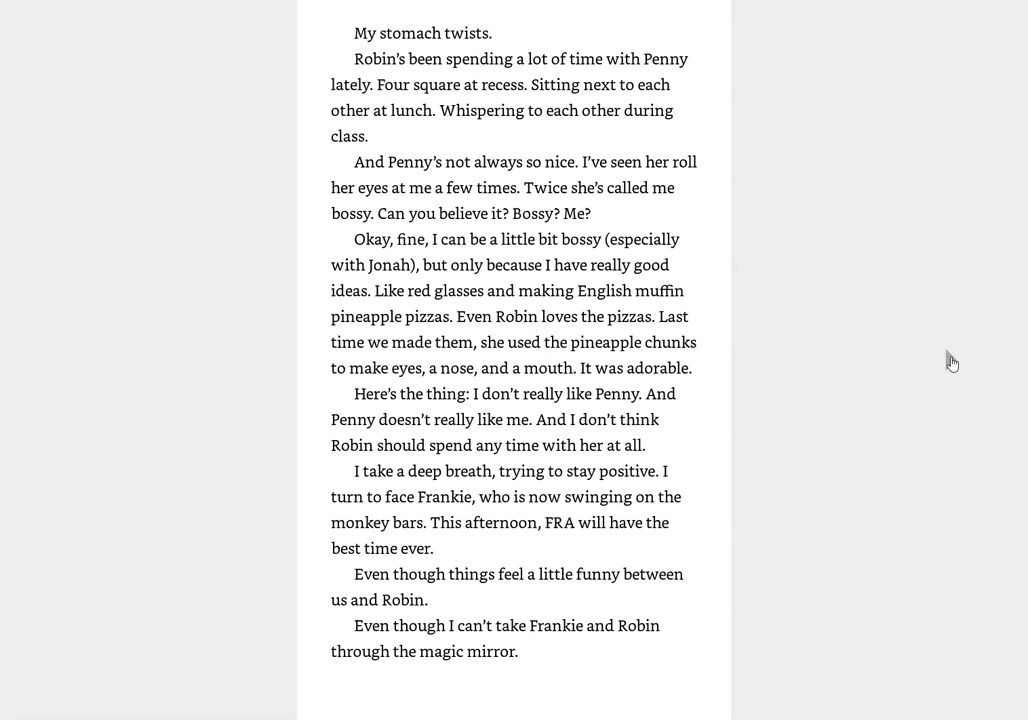 My stomach twists.
Robin’s been spending a lot of time with Penny
lately. Four square at recess. Sitting next to each
other at lunch. Whispering to each other during
class.
And Penny’s not always so nice. I’ve seen her roll
her eyes at me a few times. Twice she’s called me
bossy. Can you believe it? Bossy? Me?
Okay, fine, I can be a little bit bossy (especially
with Jonah), but only because I have really good
ideas. Like red glasses and making English muffin
pineapple pizzas. Even Robin loves the pizzas. Last
time we made them, she used the pineapple chunks
to make eyes, a nose, and a mouth. It was adorable.
Here’s the thing: I don’t really like Penny. And
Penny doesn’t really like me. And I don’t think
Robin should spend any time with her at all.
I take a deep breath, trying to stay positive. I
turn to face Frankie, who is now swinging on the
monkey bars. This afternoon, FRA will have the
best time ever.
Even though things feel a little funny between
us and Robin.
Even though I can’t take Frankie and Robin
through the magic mirror.